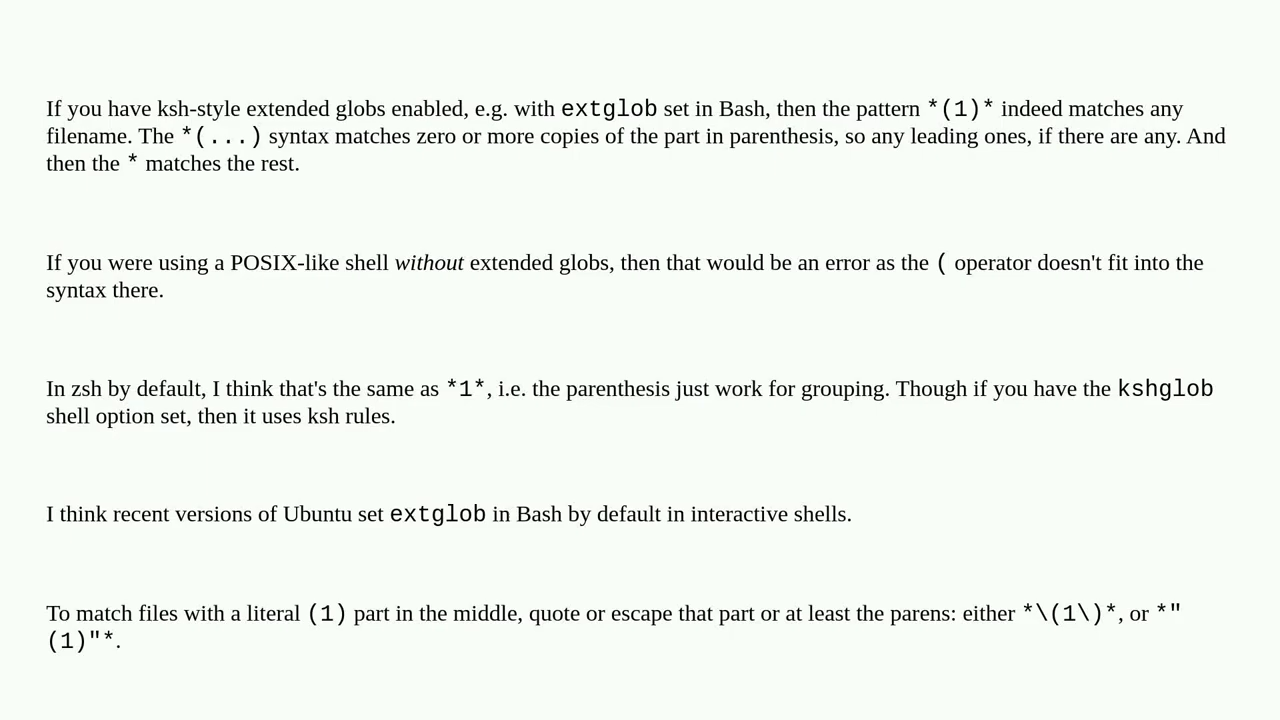 If you have ksh-style extended globs enabled, e.g. with extglob set in Bash, then the pattern *(1)* indeed matches any
filename. The *(...) syntax matches zero or more copies of the part in parenthesis, so any leading ones, if there are any. And
then the * matches the rest.
If you were using a POSIX-like shell without extended globs, then that would be an error as the ( operator doesn't fit into the
syntax there.
In zsh by default, I think that's the same as *1*, i.e. the parenthesis just work for grouping. Though if you have the kshglob
shell option set, then it uses ksh rules.
I think recent versions of Ubuntu set extglob in Bash by default in interactive shells.
To match files with a literal (1) part in the middle, quote or escape that part or at least the parens: either *\(1\)*, or *"
(1)"*.